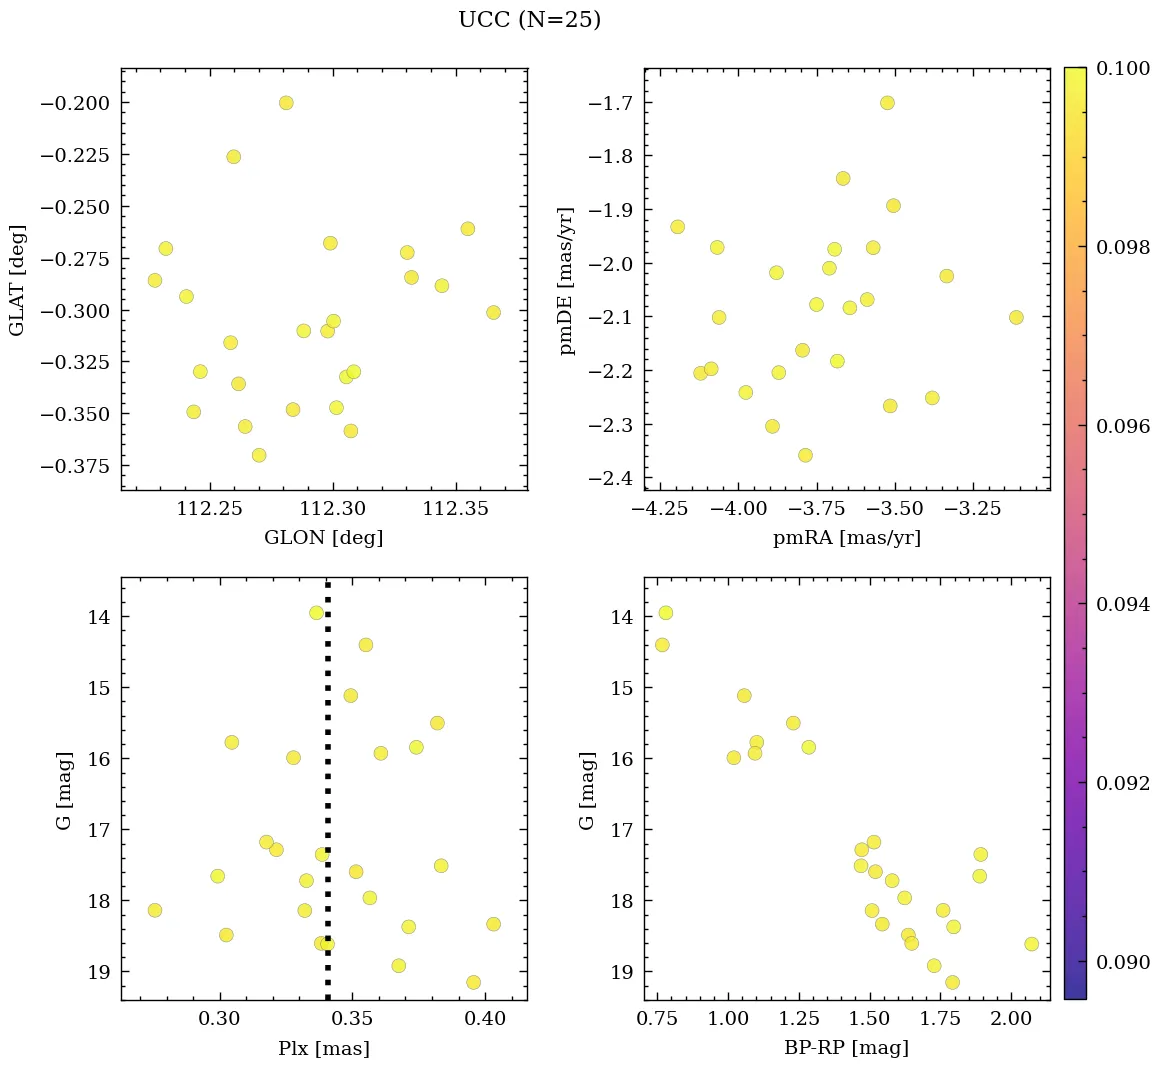 UCC (N=25)
−0.200
−0.225
−0.250
−0.275
−0.300
−0.325
−0.350
−0.375
GLAT [deg]
112.25 112.30 112.35
GLON [deg]
−1.7
−1.8
−1.9
−2.0
−2.1
−2.2
−2.3
−2.4
pmDE [mas/yr]
−4.25 −4.00 −3.75 −3.50 −3.25
pmRA [mas/yr]
14
15
16
17
18
19
G [mag]
0.30 0.35 0.40
Plx [mas]
14
15
16
17
18
19
G [mag]
0.75 1.00 1.25 1.50 1.75 2.00
BP-RP [mag]
0.100
0.098
0.096
0.094
0.092
0.090